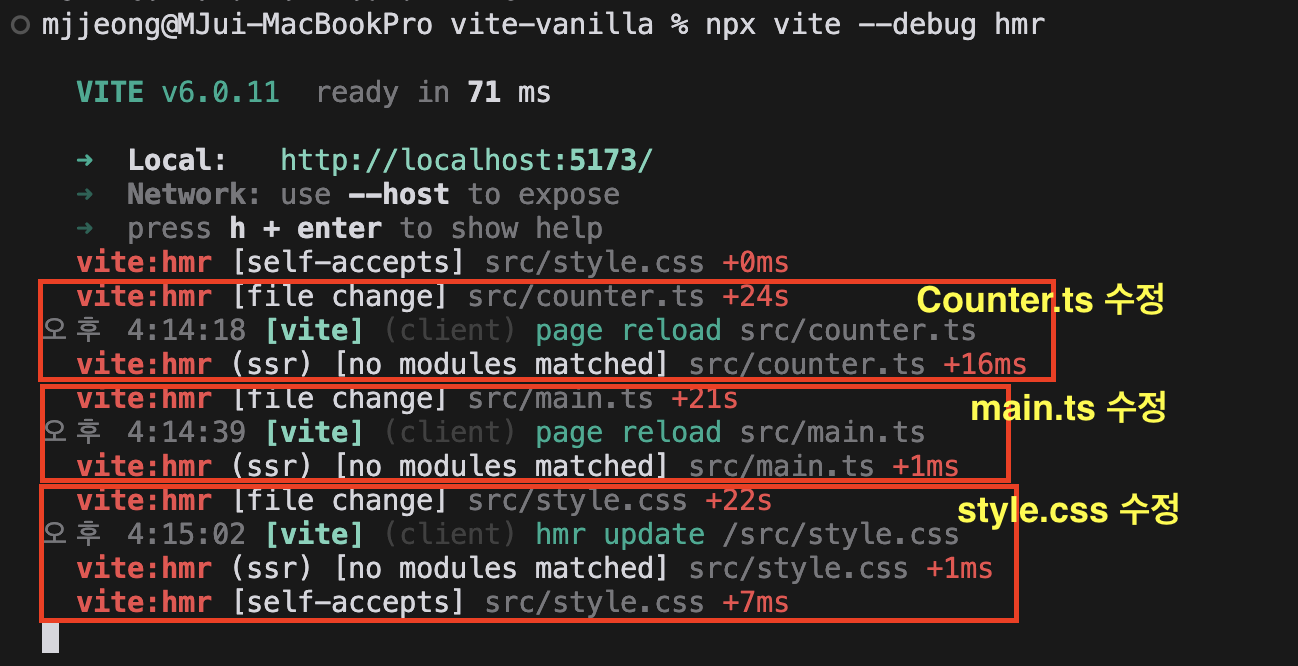 mjjeong@MJui-MacBookPro vite-vanilla % npx vite --debug hmr
VITE v6.0.11 ready in 71 ms
➜ Local: http://localhost:5173/
➜ Network: use --host to expose
➜ press h + enter to show help
vite:hmr [self-accepts] src/style.css +0ms
vite:hmr [file change] src/counter.ts +24s Counter.ts 수정
오후 4:14:18 [vite] (client) page reload src/counter.ts
vite:hmr (ssr) [no modules matched] src/counter.ts +16ms
vite:hmr [file change] src/main.ts +21s main.ts 수정
오후 4:14:39 [vite] (client) page reload src/main.ts
vite:hmr (ssr) [no modules matched] src/main.ts +1ms
vite:hmr [file change] src/style.css +22s style.css 수정
오후 4:15:02 [vite] (client) hmr update /src/style.css
vite:hmr (ssr) [no modules matched] src/style.css +1ms
vite:hmr [self-accepts] src/style.css +7ms